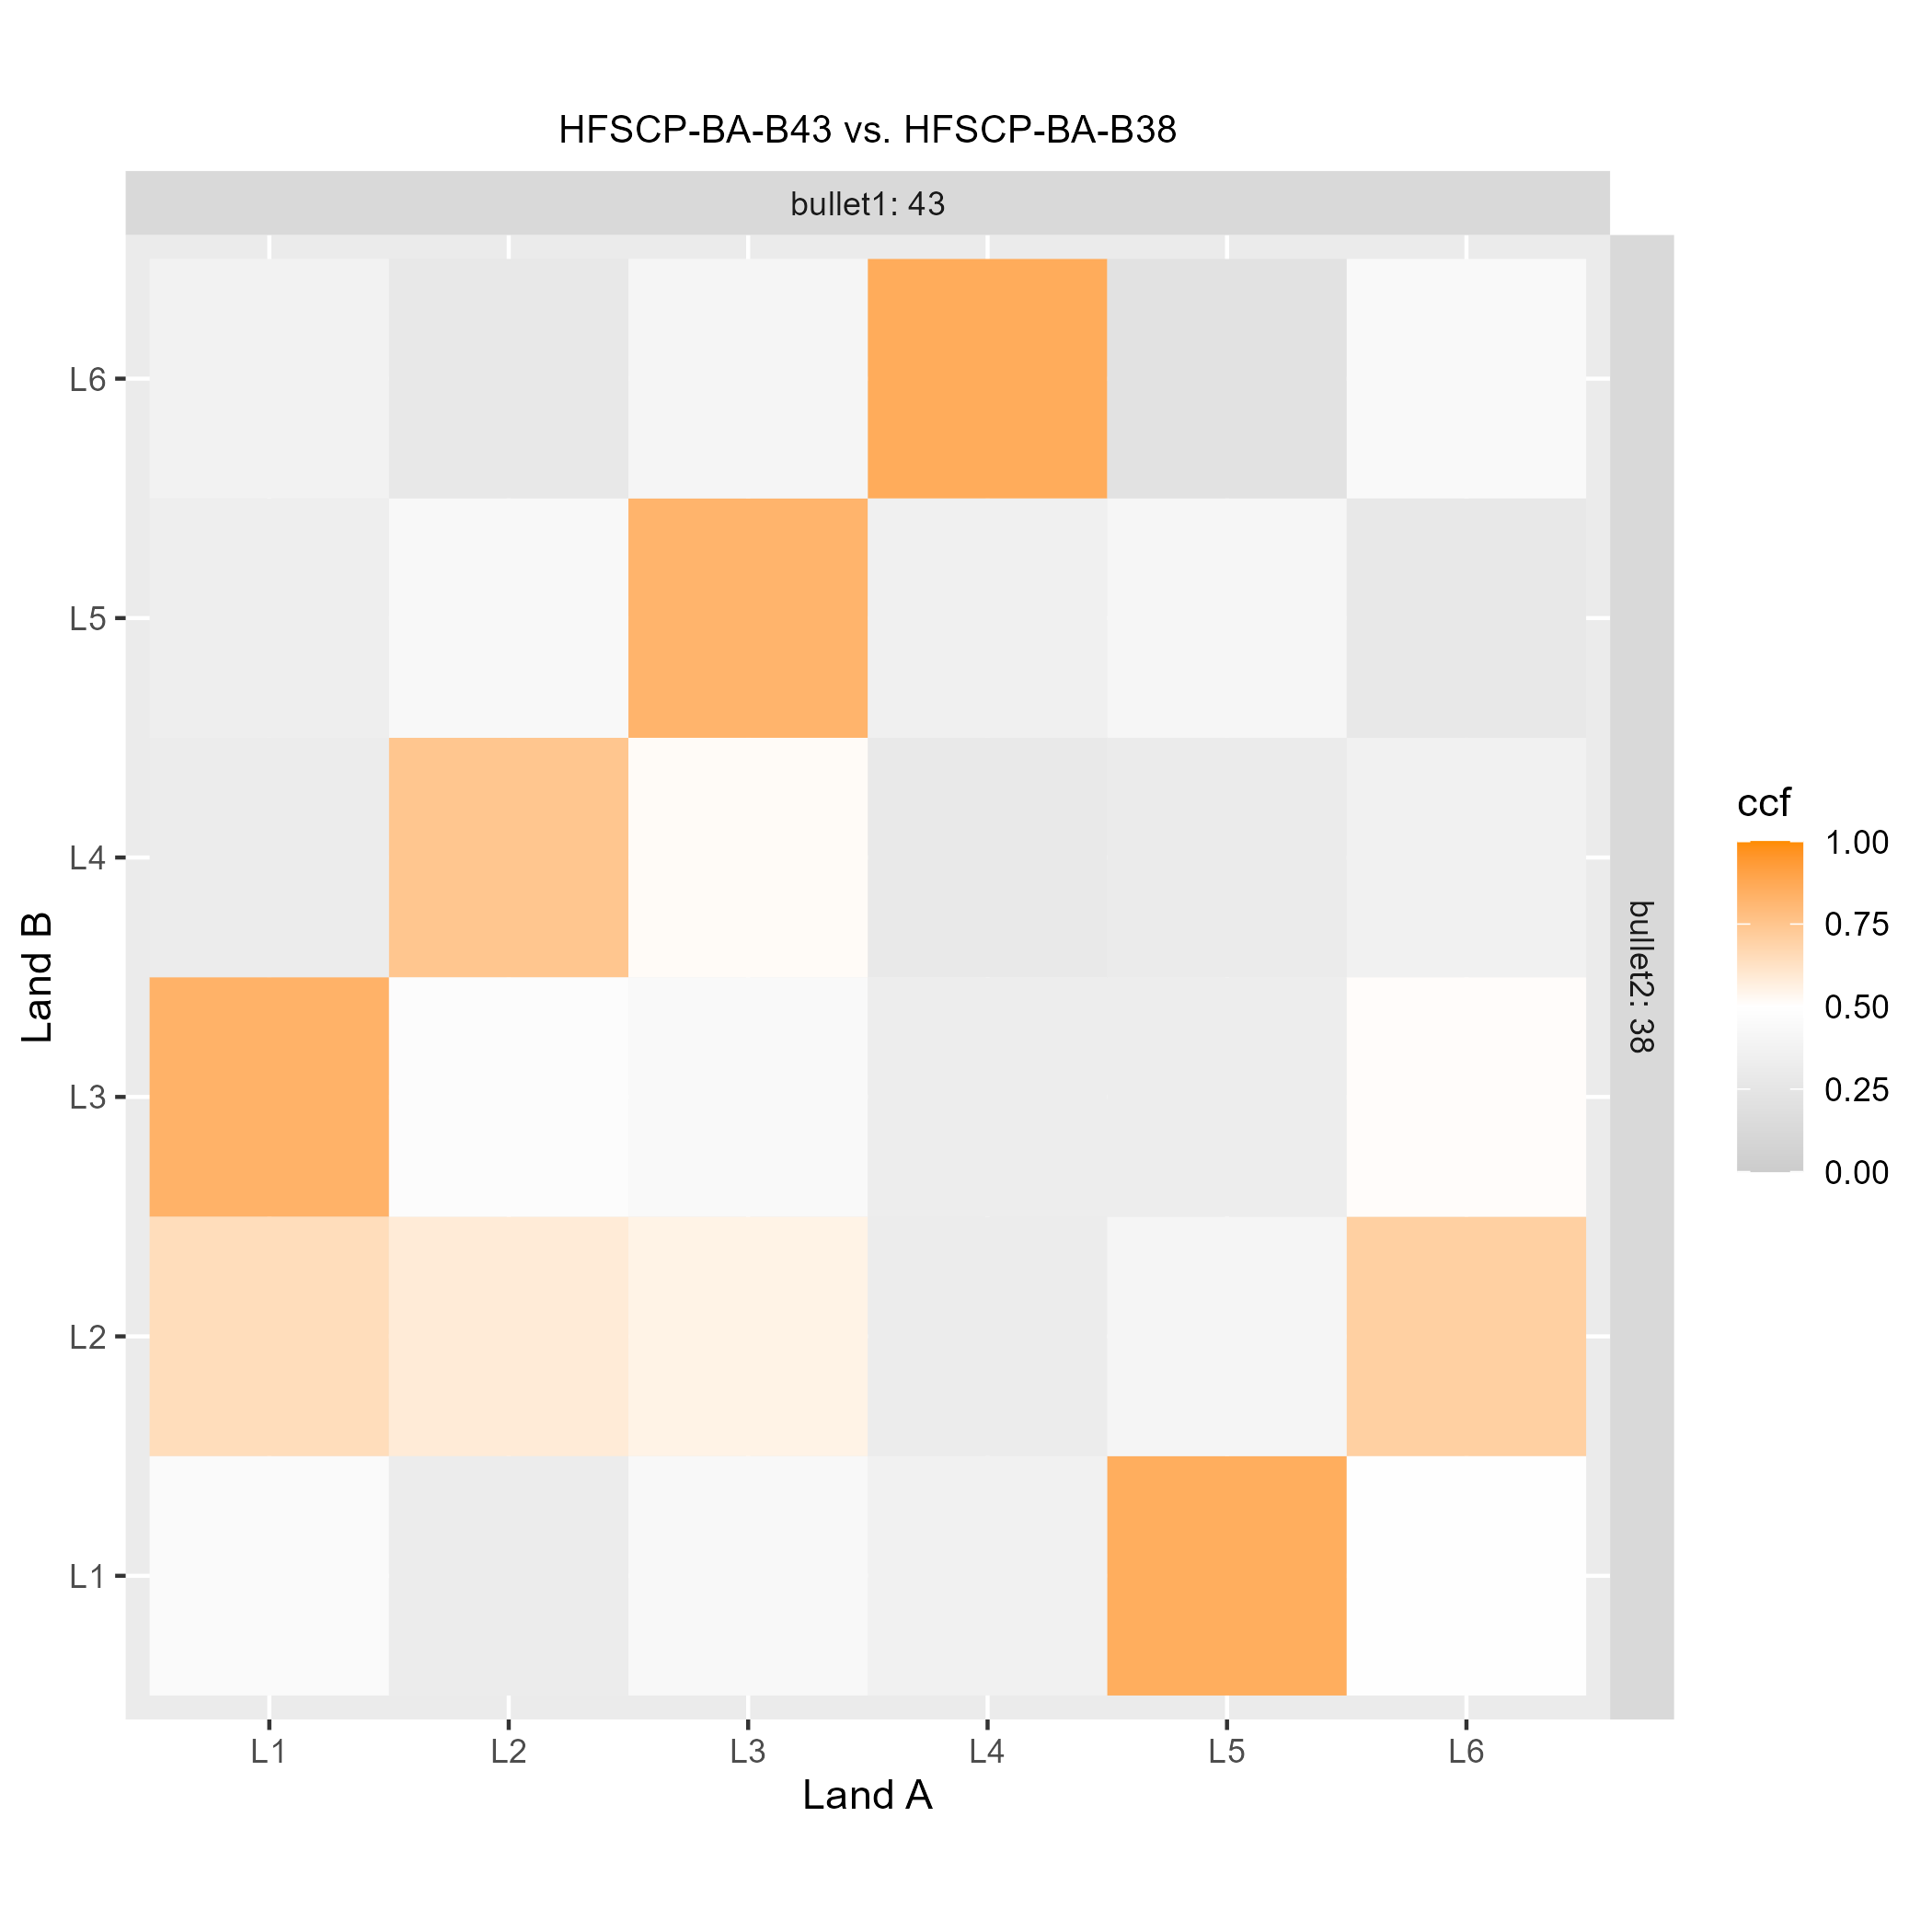 HFSCP-BA-B43 vs. HFSCP-BA-B38
bullet1: 43
bullet2: 38
Land B
L6
L5
L4
L3
L2
L1
L1 L2 L3 L4 L5 L6
Land A
ccf
1.00
0.75
0.50
0.25
0.00